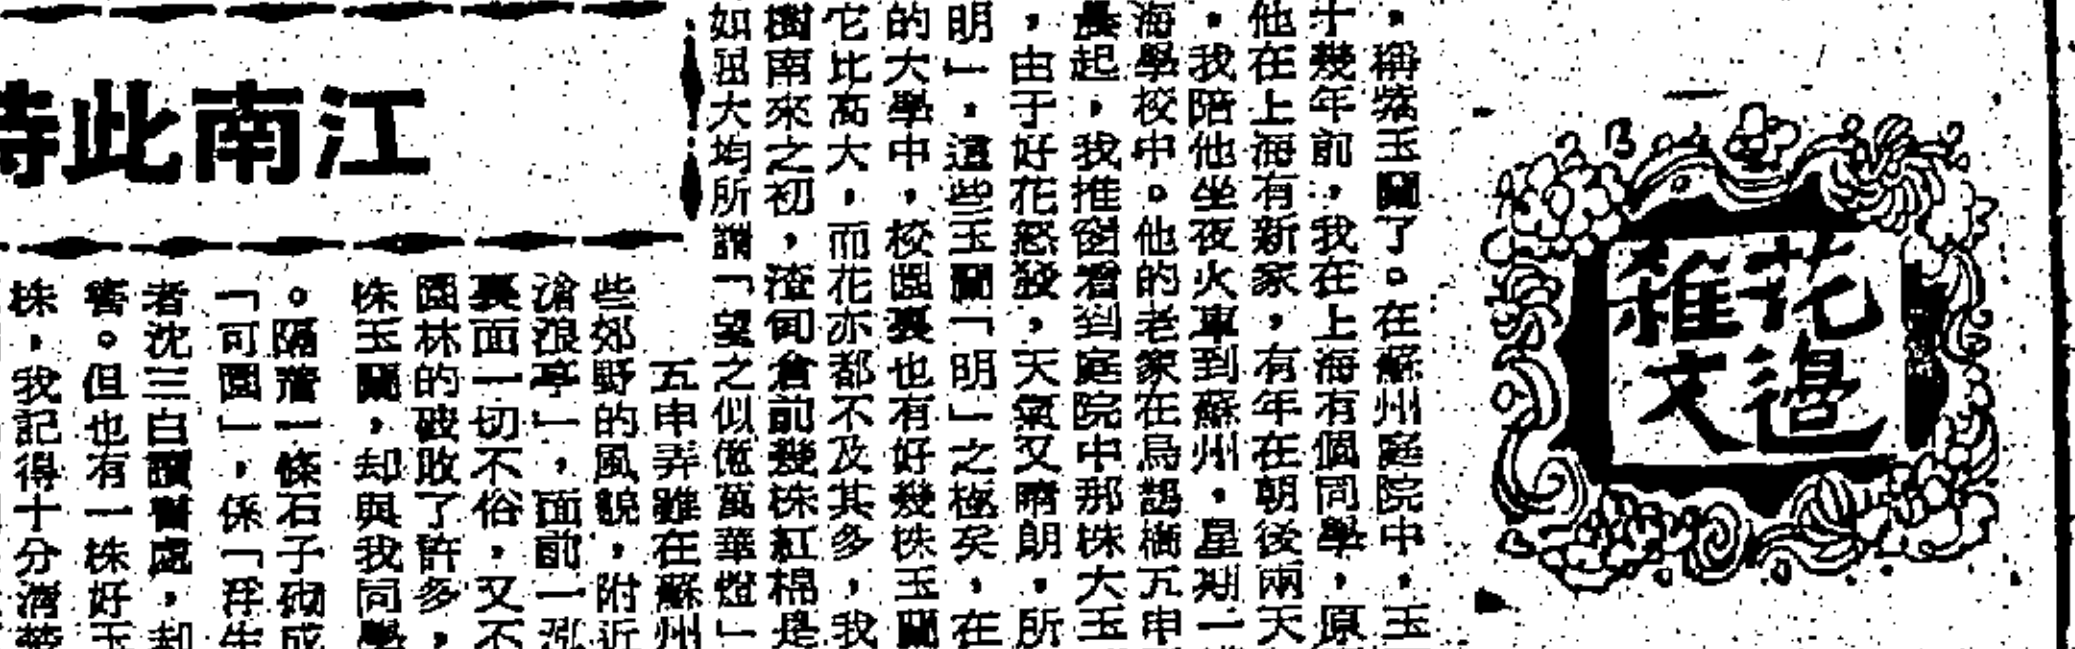 花邊
雜文
，稱紫玉蘭了。在蘇州庭院中，玉
十幾年前，我在上海有個同學，原
他在上海有新家，有年在朝後兩天
，我陪他坐夜火車到蘇州。星期一
海學校中。他的老家在烏鵲橋五申
晨起，我推窗看到庭院中那株大玉
，由于好花怒發，天氣又晴朗，所
明」，這些玉蘭「明」之極矣，在
的大學中，校園裏也有好幾株玉蘭
它比高大，而花亦都不及其多，我
樹南來之初，渣甸倉前幾株紅棉是
如屈大均所謂「望之似億萬華燈」
江南此時
五申弄雖在蘇州
些郊野的風貌，附近
滄浪亭」，面前一泓
裏面一切不俗，又不
園林的破敗了許多，
株玉蘭，却與我同學
。隔着一條石子砌成
「可園」，係「浮生
者沈三白讀書處，却
書。但也有一株好玉
株，我記得十分清楚